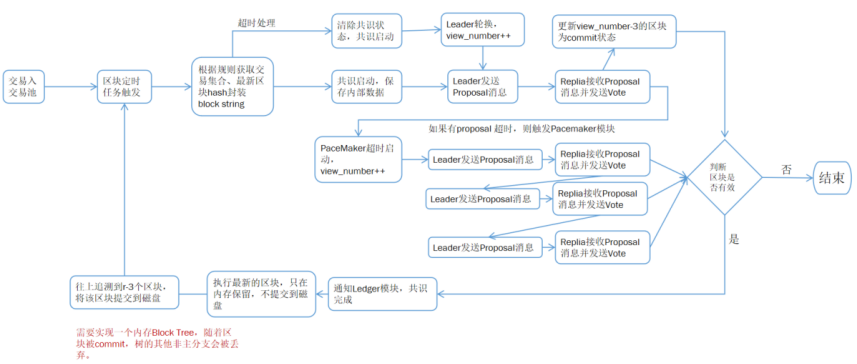 超时处理
清除共识状
态，共识启动
Leader轮换，
view_number++
更新view_number-3的区块
为commit状态
交易入
交易池
区块定时
任务触发
根据规则获取交
易集合、最新区
块hash封装
block string
共识启动，保
存内部数据
Leader发送
Proposal消息
Replia接收Proposal
消息并发送Vote
如果有proposal 超时，则触发Pacemaker模块
PaceMaker超时启
动，
view_number++
Leader发送Proposal消息
Replia接收Proposal
消息并发送Vote
Leader发送Proposal消息
Replia接收Proposal
消息并发送Vote
Leader发送Proposal消息
Replia接收Proposal
消息并发送Vote
判断
区块是
否有效
否
结束
是
往上追溯到r-3个区块，
将该区块提交到磁盘
执行最新的区块，只在
内存保留，不提交到磁
盘
通知Ledger模块，共识
完成
需要实现一个内存Block Tree，随着区
块被commit，树的其他非主分支会被丢
弃。